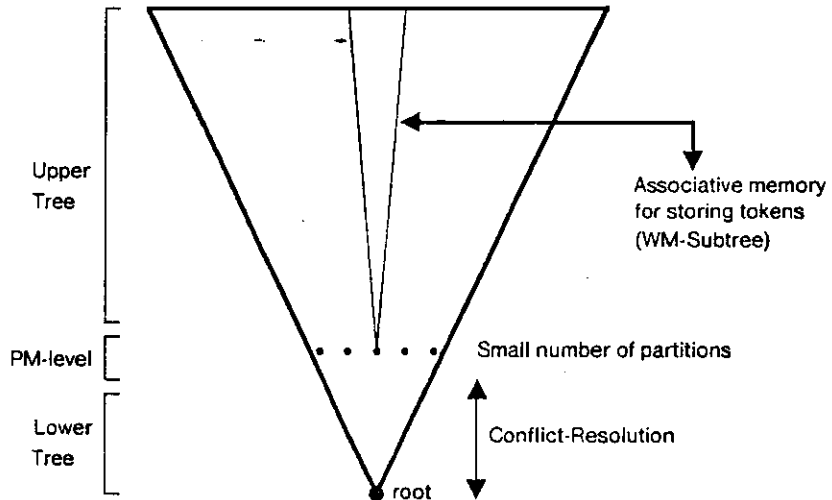 Upper
Tree
Associative memory
for storing tokens
(WM-Subtree)
PM-level
Small number of partitions
Lower
Tree
Conflict-Resolution
root